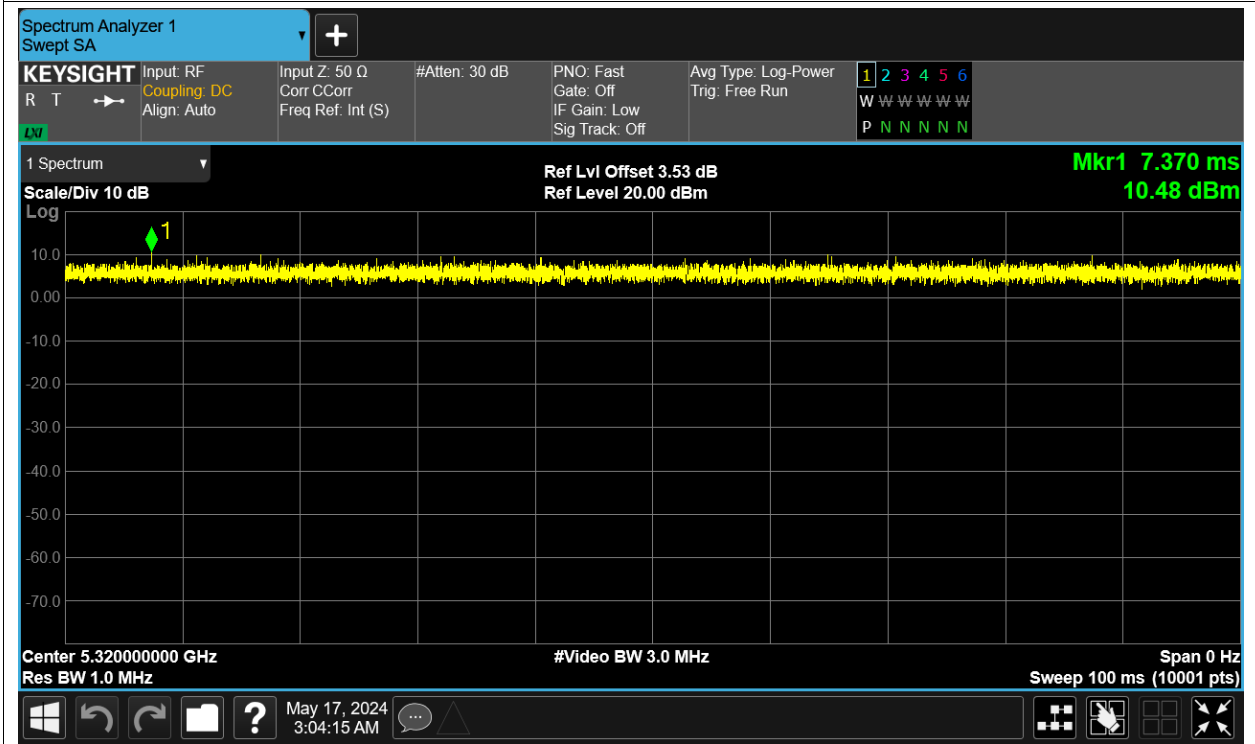 Spectrum Analyzer 1
Swept SA
KEYSIGHT
R T
LXI
Input: RF
Coupling: DC
Align: Auto
Input Z: 50 Ω
Corr CCorr
Freq Ref: Int (S)
#Atten: 30 dB
PNO: Fast
Gate: Off
IF Gain: Low
Sig Track: Off
Avg Type: Log-Power
Trig: Free Run
1 2 3 4 5 6
W W W W W W
P N N N N N
1 Spectrum
Scale/Div 10 dB
Log
Ref Lvl Offset 3.53 dB
Ref Level 20.00 dBm
Mkr1 7.370 ms
10.48 dBm
1
10.0
0.00
-10.0
-20.0
-30.0
-40.0
-50.0
-60.0
-70.0
Center 5.320000000 GHz
Res BW 1.0 MHz
#Video BW 3.0 MHz
Span 0 Hz
Sweep 100 ms (10001 pts)
?
May 17, 2024
3:04:15 AM